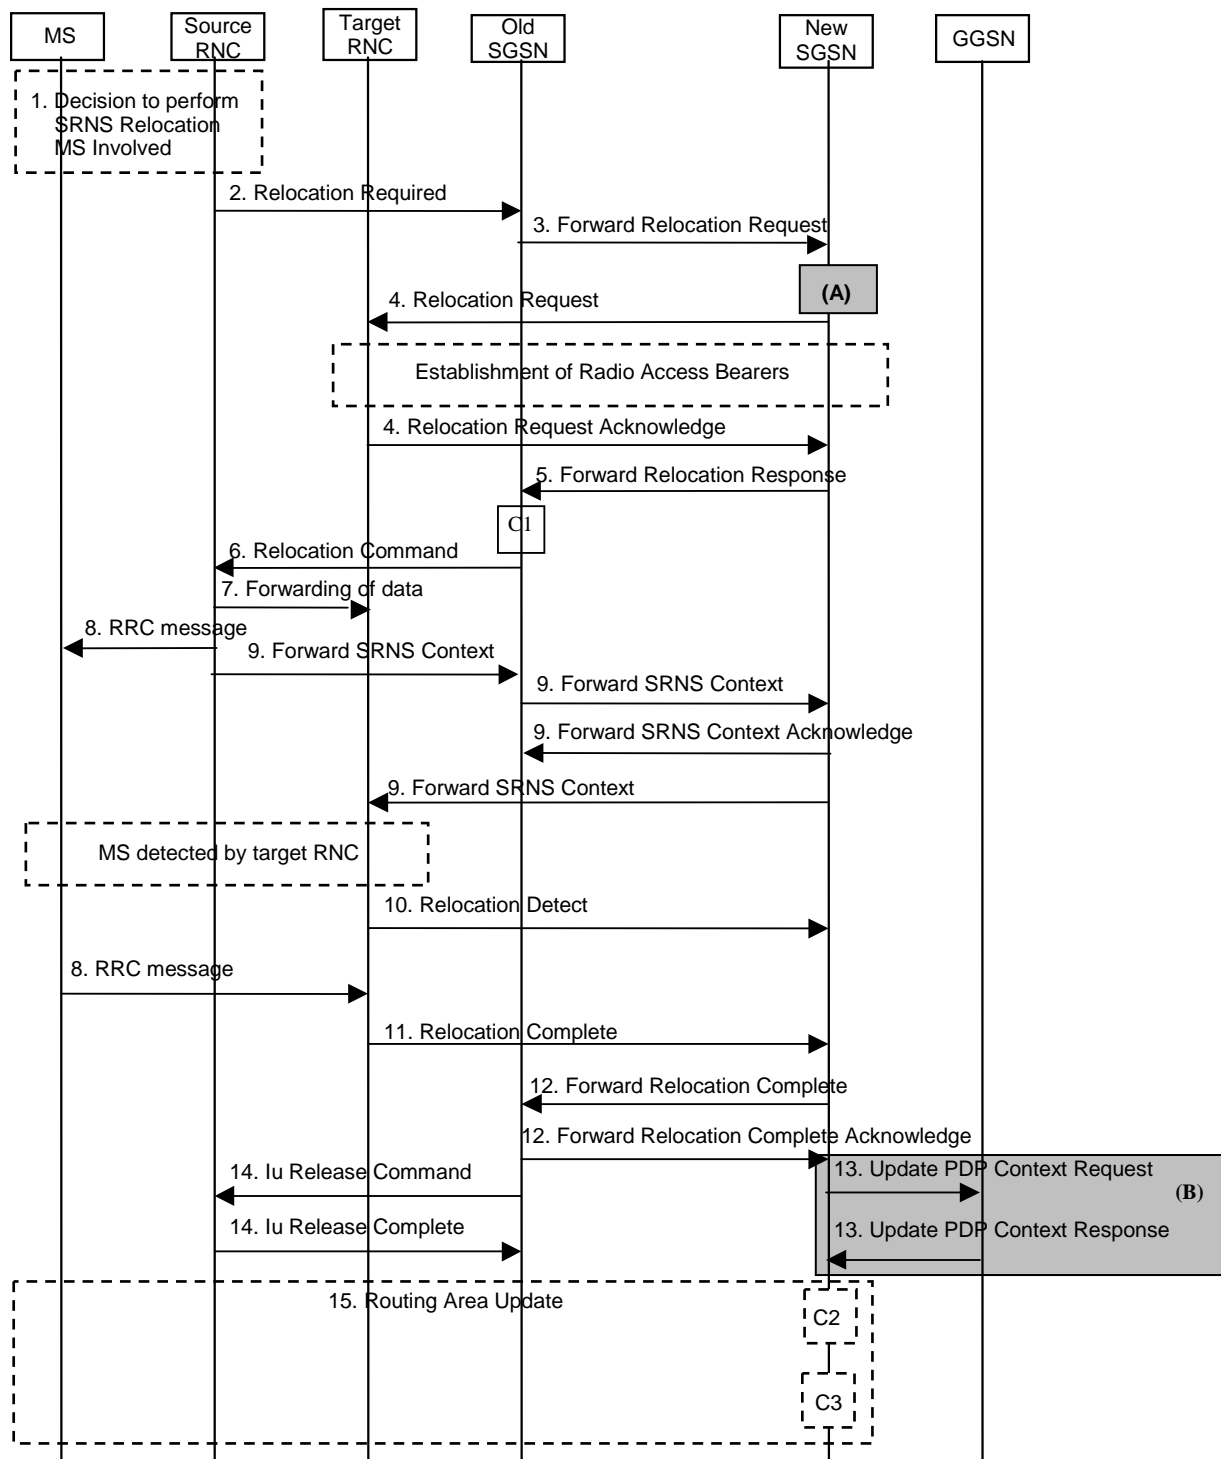 MS
Source
RNC
Target
RNC
Old
SGSN
New
SGSN
GGSN
1. Decision to perform
SRNS Relocation
MS Involved
2. Relocation Required
3. Forward Relocation Request
(A)
4. Relocation Request
Establishment of Radio Access Bearers
4. Relocation Request Acknowledge
5. Forward Relocation Response
C1
6. Relocation Command
7. Forwarding of data
8. RRC message
9. Forward SRNS Context
9. Forward SRNS Context
9. Forward SRNS Context Acknowledge
9. Forward SRNS Context
MS detected by target RNC
10. Relocation Detect
8. RRC message
11. Relocation Complete
12. Forward Relocation Complete
12. Forward Relocation Complete Acknowledge
14. Iu Release Command
13. Update PDP Context Request
(B)
14. Iu Release Complete
13. Update PDP Context Response
15. Routing Area Update
C2
C3